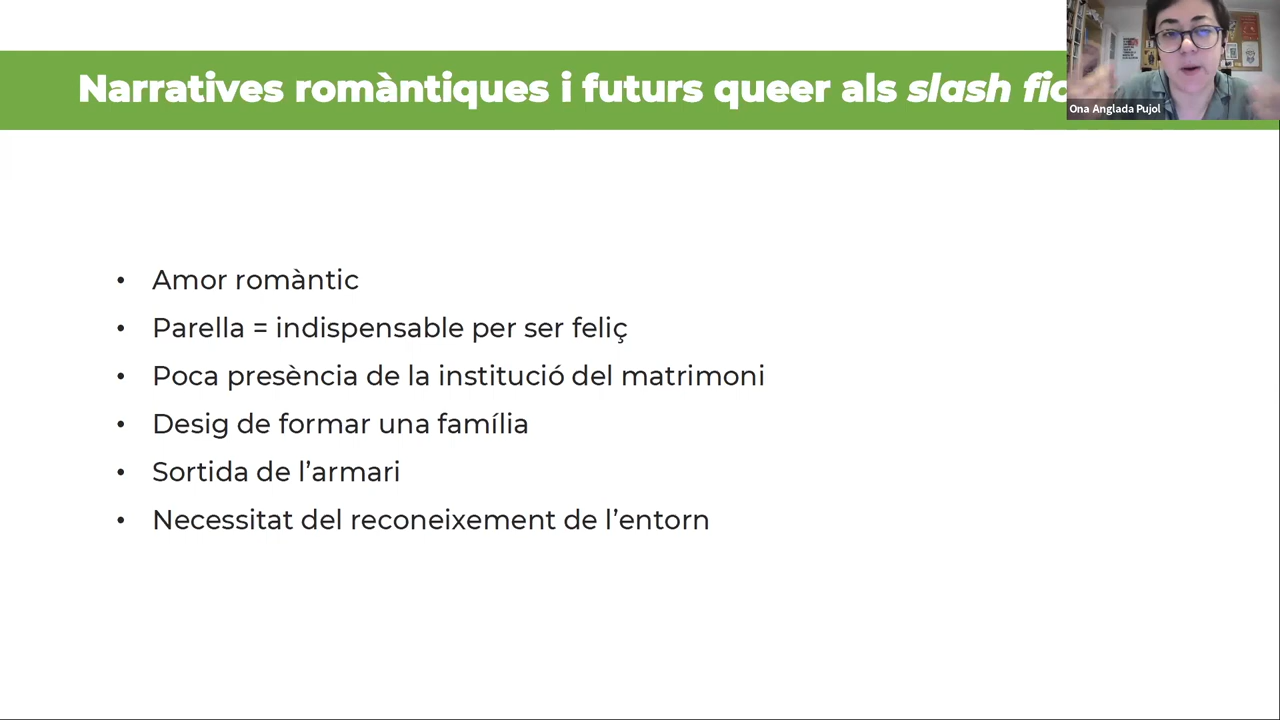 Narratives romàntiques i futurs queer als slash
Ona Anglada Pujol
• Amor romàntic
• Parella = indispensable per ser feliç
• Poca presència de la institució del matrimoni
• Desig de formar una família
• Sortida de l’armari
• Necessitat del reconeixement de l’entorn